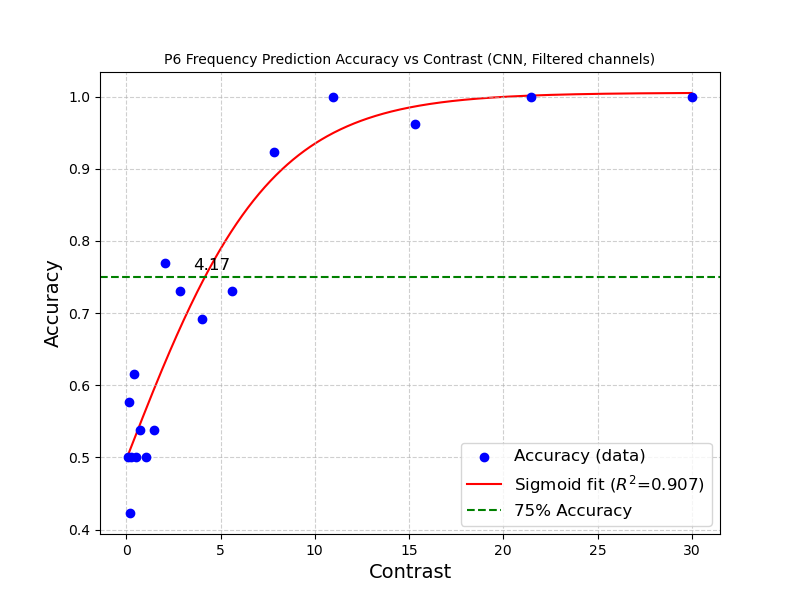 P6 Frequency Prediction Accuracy vs Contrast (CNN, Filtered channels)
1.0
0.9
0.8
0.7
0.6
0.5
0.4
Accuracy
4.17
Accuracy (data)
Sigmoid fit (R²=0.907)
75% Accuracy
0 5 10 15 20 25 30
Contrast